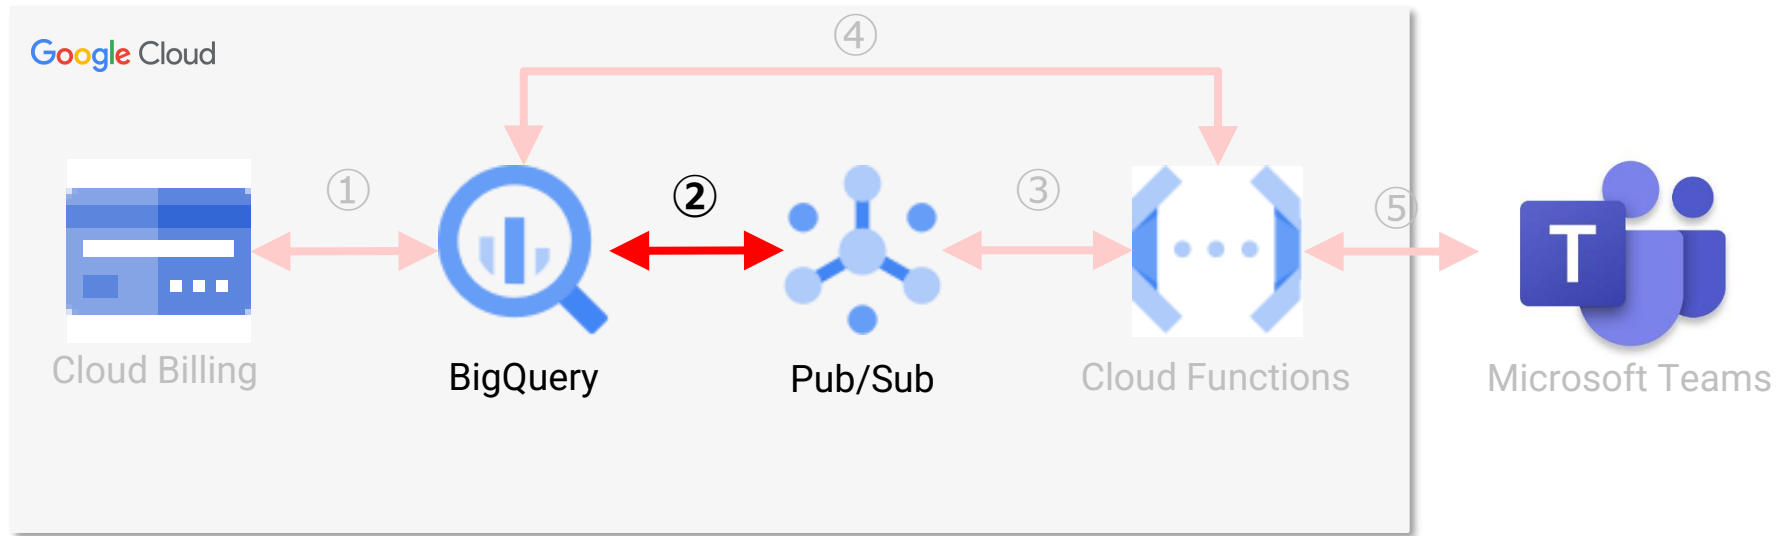 ④
Google Cloud
①
②
③
⑤
T
Cloud Billing
BigQuery
Pub/Sub
Cloud Functions
Microsoft Teams